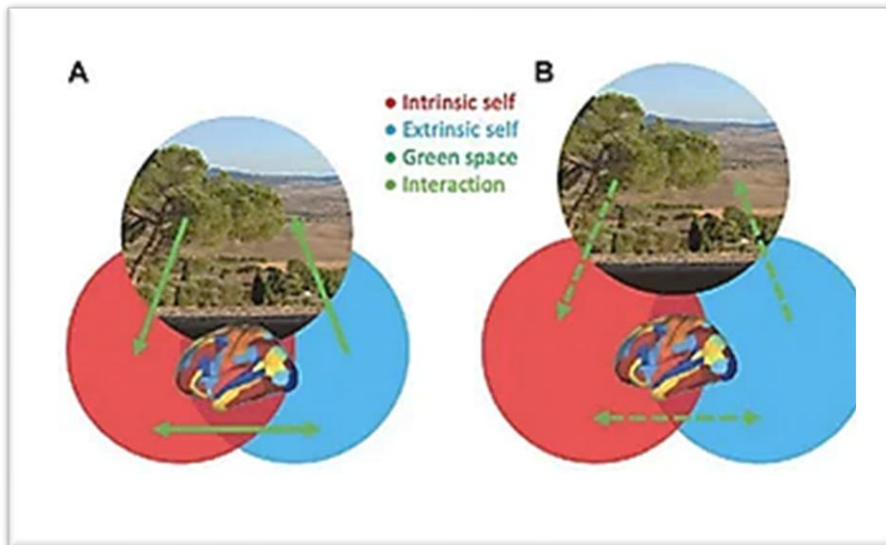 A
Intrinsic self
Extrinsic self
Green space
Interaction
B